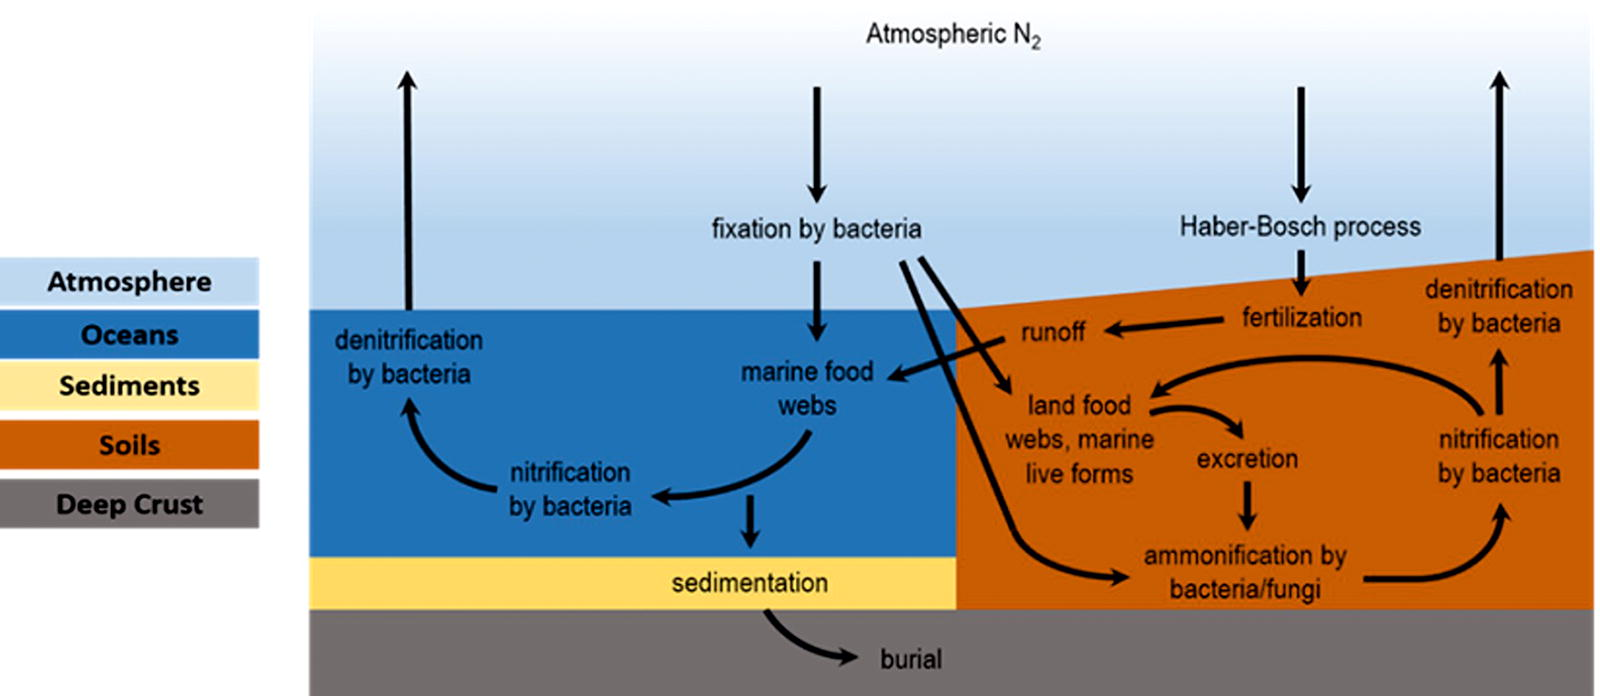 Atmospheric N₂
fixation by bacteria
Haber-Bosch process
Atmosphere
Oceans
Sediments
Soils
Deep Crust
denitrification
by bacteria
marine food
webs
nitrification
by bacteria
sedimentation
burial
runoff
fertilization
denitrification
by bacteria
land food
webs, marine
live forms
excretion
nitrification
by bacteria
ammonification by
bacteria/fungi